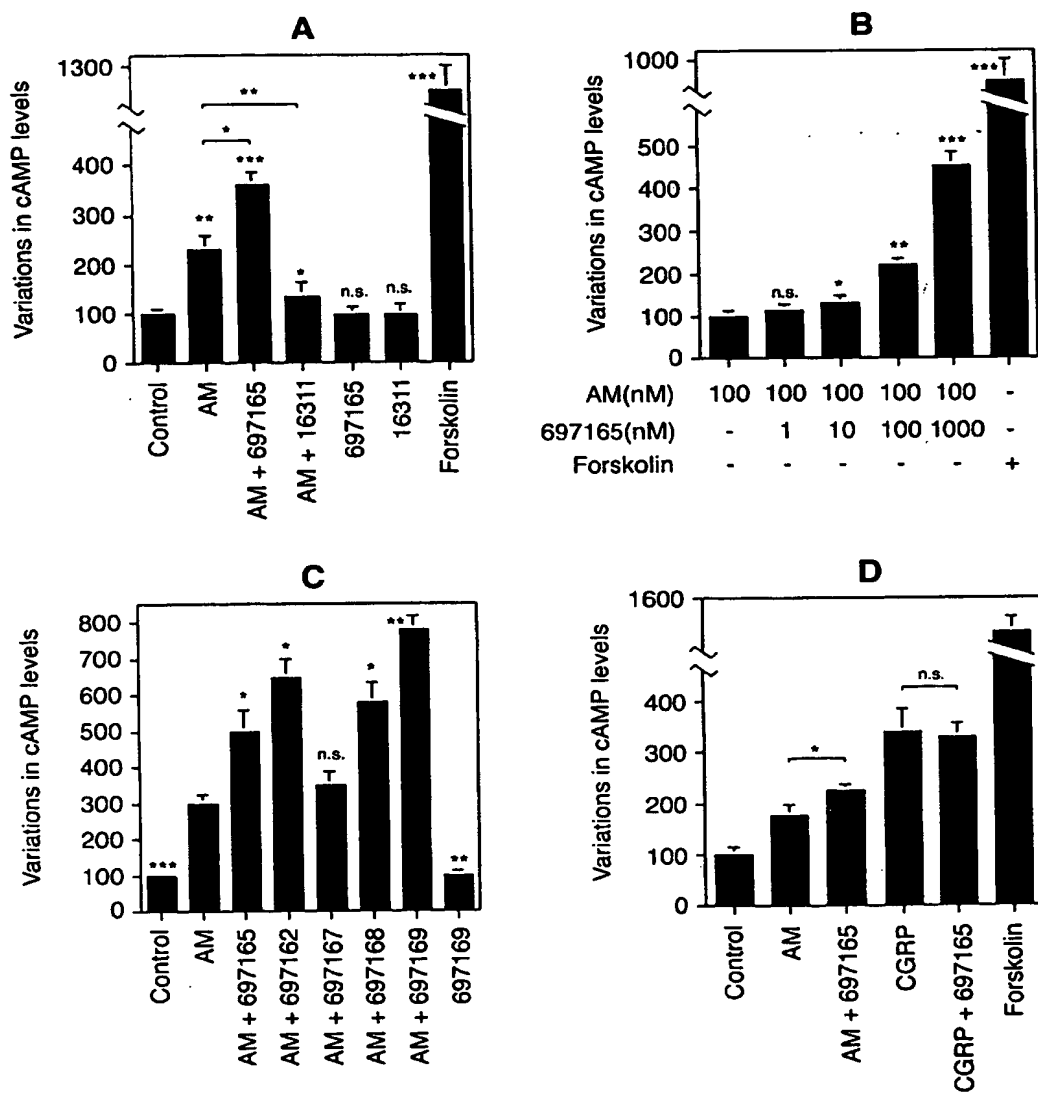 A
Variations in cAMP levels
1300
400
300
200
100
0
**
*
***
**
***
*
n.s.
n.s.
Control
AM
AM + 697165
AM + 16311
697165
16311
Forskolin
B
Variations in cAMP levels
1000
500
400
300
200
100
0
n.s.
*
**
***
***
AM(nM) 100 100 100 100 100 -
697165(nM) - 1 10 100 1000 -
Forskolin - - - - - +
C
Variations in cAMP levels
800
700
600
500
400
300
200
100
0
***
*
*
n.s.
*
**
**
Control
AM
AM + 697165
AM + 697162
AM + 697167
AM + 697168
AM + 697169
697169
D
Variations in cAMP levels
1600
400
300
200
100
0
*
n.s.
Control
AM
AM + 697165
CGRP
CGRP + 697165
Forskolin